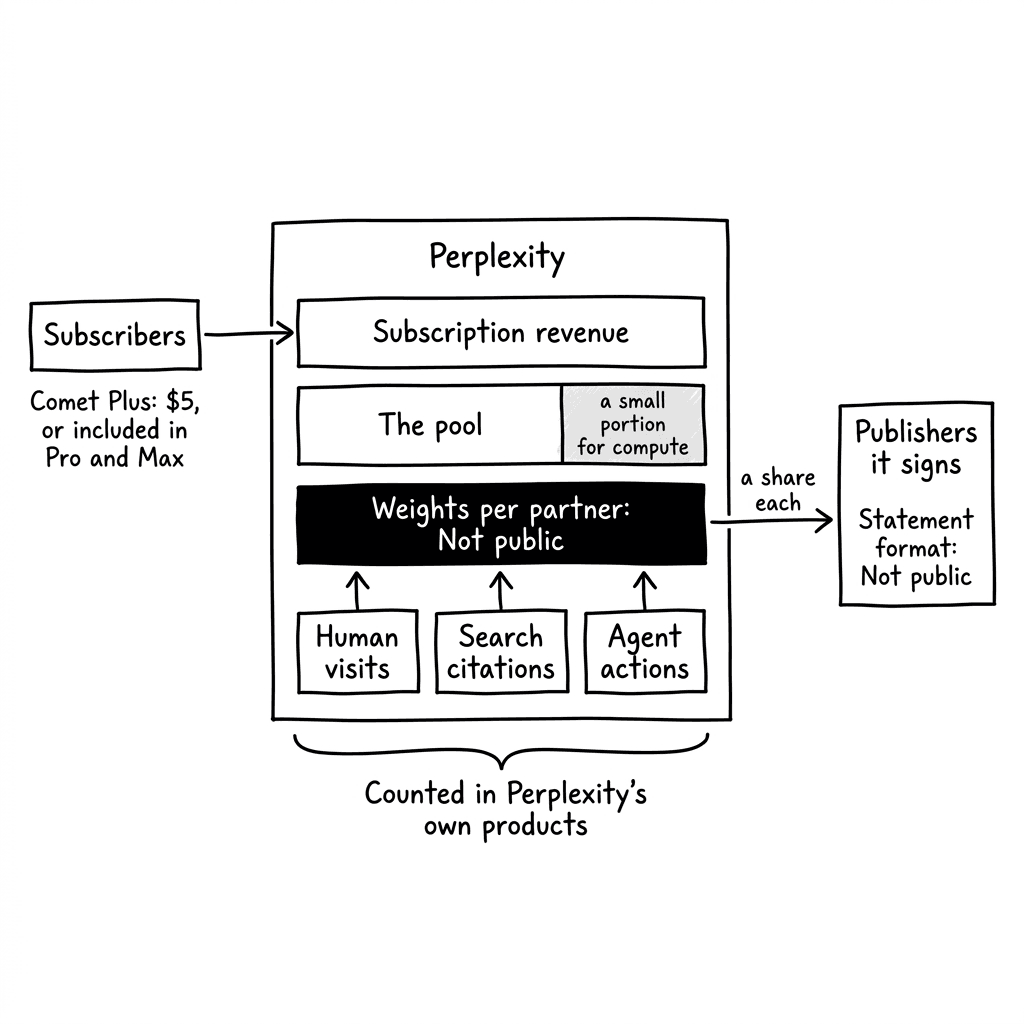 Perplexity
Subscribers
Comet Plus: $5,
or included in
Pro and Max
Subscription revenue
The pool
a small
portion
for compute
Weights per partner:
Not public
Human
visits
Search
citations
Agent
actions
a share
each
Publishers
it signs
Statement
format:
Not public
Counted in Perplexity's
own products